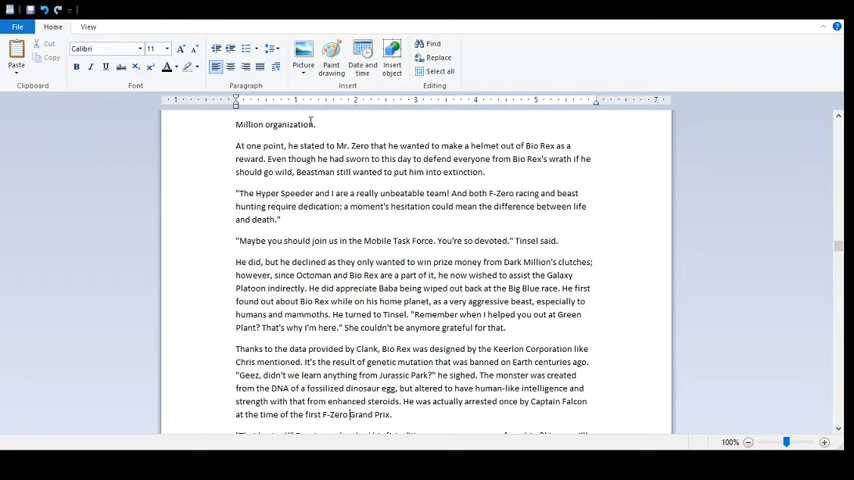 File
Home
View
Cut
Copy
Paste
Clipboard
Calibri
11
Font
Paragraph
Picture
Paint drawing
Date and time
Insert object
Insert
Find
Replace
Select all
Editing
1 1 2 3 4 5 6 7
Million organization.
At one point, he stated to Mr. Zero that he wanted to make a helmet out of Bio Rex as a
reward. Even though he had sworn to this day to defend everyone from Bio Rex's wrath if he
should go wild, Beastman still wanted to put him into extinction.
"The Hyper Speeder and I are a really unbeatable team! And both F-Zero racing and beast
hunting require dedication; a moment's hesitation could mean the difference between life
and death."
"Maybe you should join us in the Mobile Task Force. You're so devoted." Tinsel said.
He did, but he declined as they only wanted to win prize money from Dark Million's clutches;
however, since Octoman and Bio Rex are a part of it, he now wished to assist the Galaxy
Platoon indirectly. He did appreciate Baba being wiped out back at the Big Blue race. He first
found out about Bio Rex while on his home planet, as a very aggressive beast, especially to
humans and mammoths. He turned to Tinsel. "Remember when I helped you out at Green
Plant? That's why I'm here." She couldn't be anymore grateful for that.
Thanks to the data provided by Clank, Bio Rex was designed by the Keerlon Corporation like
Chris mentioned. It's the result of genetic mutation that was banned on Earth centuries ago.
"Geez, didn't we learn anything from Jurassic Park?" he sighed. The monster was created
from the DNA of a fossilized dinosaur egg, but altered to have human-like intelligence and
strength with that from enhanced steroids. He was actually arrested once by Captain Falcon
at the time of the first F-Zero Grand Prix.
100%